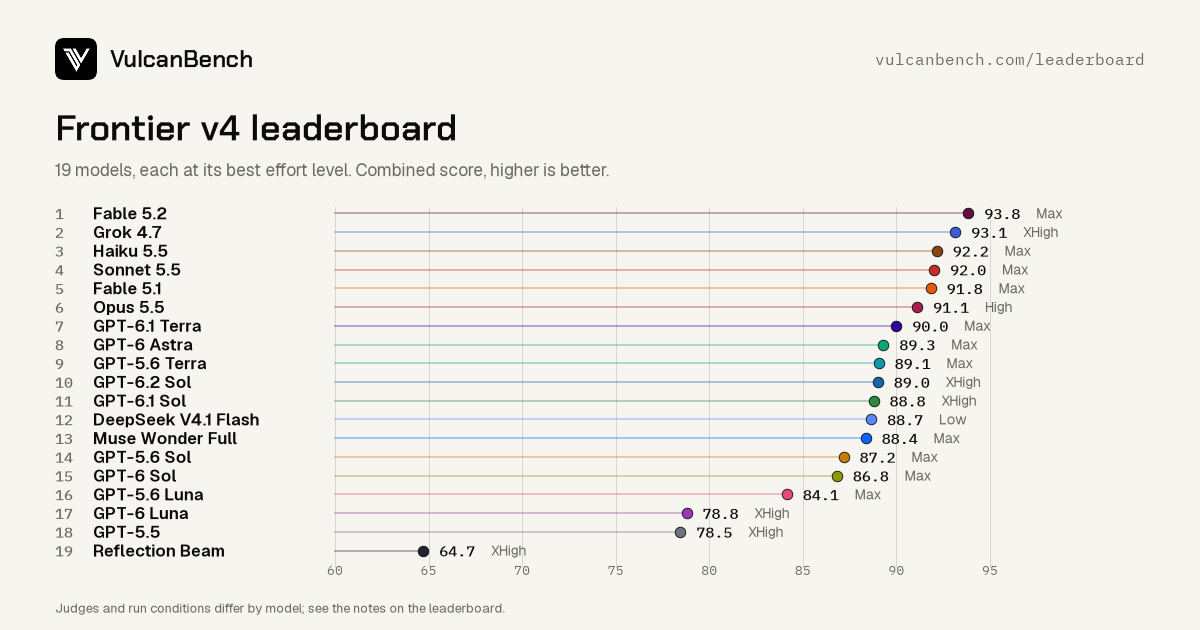 VulcanBench
vulcanbench.com/leaderboard
Frontier v4 leaderboard
19 models, each at its best effort level. Combined score, higher is better.
1 Fable 5.2 93.8 Max
2 Grok 4.7 93.1 XHigh
3 Haiku 5.5 92.2 Max
4 Sonnet 5.5 92.0 Max
5 Fable 5.1 91.8 Max
6 Opus 5.5 91.1 High
7 GPT-6.1 Terra 90.0 Max
8 GPT-6 Astra 89.3 Max
9 GPT-5.6 Terra 89.1 Max
10 GPT-6.2 Sol 89.0 XHigh
11 GPT-6.1 Sol 88.8 XHigh
12 DeepSeek V4.1 Flash 88.7 Low
13 Muse Wonder Full 88.4 Max
14 GPT-5.6 Sol 87.2 Max
15 GPT-6 Sol 86.8 Max
16 GPT-5.6 Luna 84.1 Max
17 GPT-6 Luna 78.8 XHigh
18 GPT-5.5 78.5 XHigh
19 Reflection Beam 64.7 XHigh
60 65 70 75 80 85 90 95
Judges and run conditions differ by model; see the notes on the leaderboard.